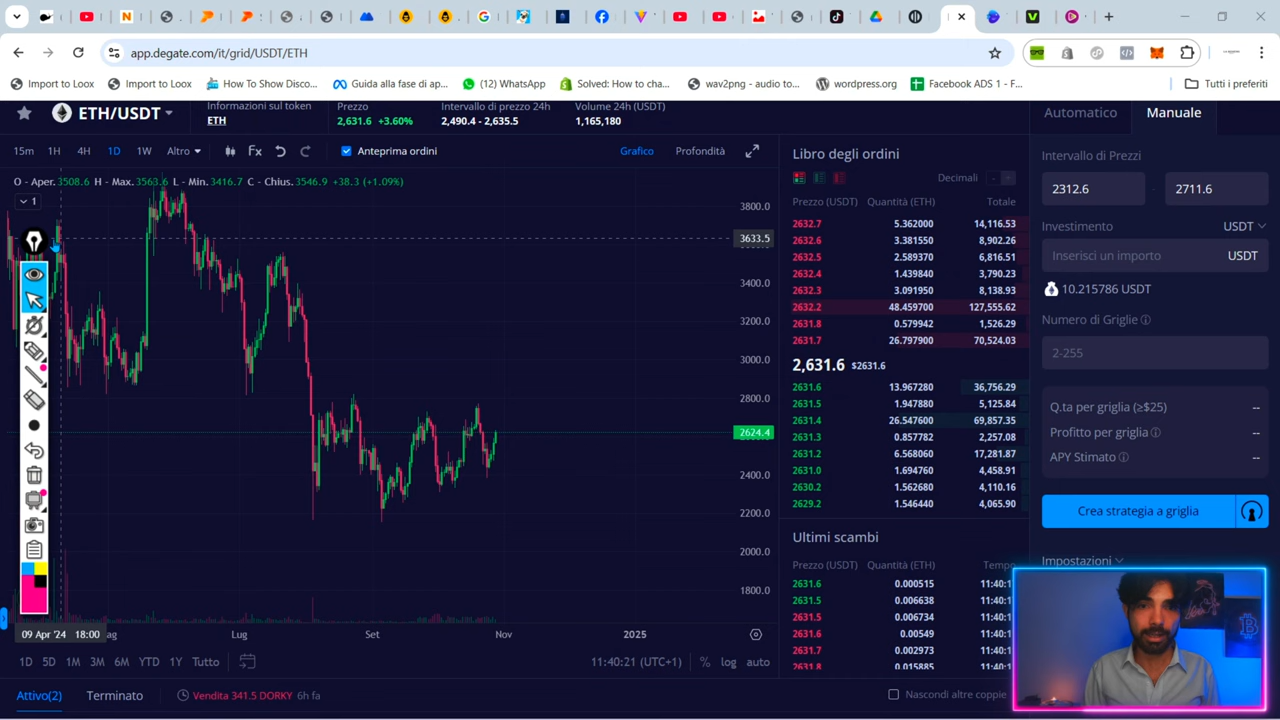 app.degate.com/it/grid/USDT/ETH
Import to Loox
Import to Loox
How To Show Disco...
Guida alla fase di ap...
(12) WhatsApp
Solved: How to cha...
wav2png - audio to...
wordpress.org
Facebook ADS 1 - F...
Tutti i preferiti
ETH/USDT
Informazioni sul token
ETH
Prezzo
2,631.6 +3.60%
Intervallo di prezzo 24h
2,490.4 - 2,635.5
Volume 24h (USDT)
1,165,180
Automatico
Manuale
15m 1H 4H 1D 1W Altro
Fx
Anteprima ordini
Grafico
Profondità
O - Aper. 3508.6 H - Max. 3563.6 L - Min. 3416.7 C - Chius. 3546.9 +38.3 (+1.09%)
1
3800.0
3633.5
3400.0
3200.0
3000.0
2800.0
2624.4
2400.0
2200.0
2000.0
1800.0
09 Apr '24 18:00
ag
Lug
Set
Nov
2025
1D 5D 1M 3M 6M YTD 1Y Tutto
11:40:21 (UTC+1)
% log auto
Attivo(2)
Terminato
Vendita 341.5 DORKY 6h fa
Nascondi altre coppie
Libro degli ordini
Decimali - -
Prezzo (USDT) Quantità (ETH) Totale
2632.7 5.362000 14,116.53
2632.6 3.381550 8,902.26
2632.5 2.589370 6,816.51
2632.4 1.439840 3,790.23
2632.3 3.091950 8,138.93
2632.2 48.459700 127,555.62
2631.8 0.579942 1,526.29
2631.7 26.797900 70,524.03
2,631.6 $2631.6
2631.6 13.967280 36,756.29
2631.5 1.947880 5,125.84
2631.4 26.547600 69,857.35
2631.3 0.857782 2,257.08
2631.2 6.568060 17,281.87
2631.0 1.694760 4,458.91
2630.2 1.562680 4,110.16
2629.2 1.546440 4,065.90
Ultimi scambi
Prezzo (USDT) Quantità (ETH) Tempo
2631.6 0.000515 11:40:1
2631.5 0.006638
2631.5 0.006734
2631.6 0.00549
2631.7 0.002973
2631.8 0.015885
Intervallo di Prezzi
2312.6 - 2711.6
Investimento
USDT
Inserisci un importo
USDT
10.215786 USDT
Numero di Griglie
2-255
Q.ta per griglia (≥$25) --
Profitto per griglia --
APY Stimato --
Crea strategia a griglia
Impostazioni